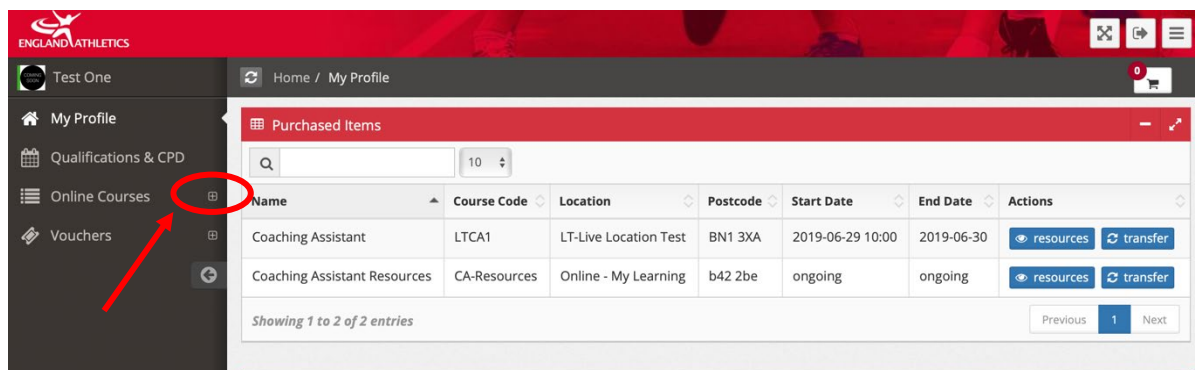 ENGLAND ATHLETICS
COMING SOON
Test One
Home / My Profile
0
My Profile
Qualifications & CPD
Online Courses
Vouchers
Purchased Items
10
Name Course Code Location Postcode Start Date End Date Actions
Coaching Assistant LTCA1 LT-Live Location Test BN1 3XA 2019-06-29 10:00 2019-06-30 resources transfer
Coaching Assistant Resources CA-Resources Online - My Learning b42 2be ongoing ongoing resources transfer
Showing 1 to 2 of 2 entries
Previous 1 Next